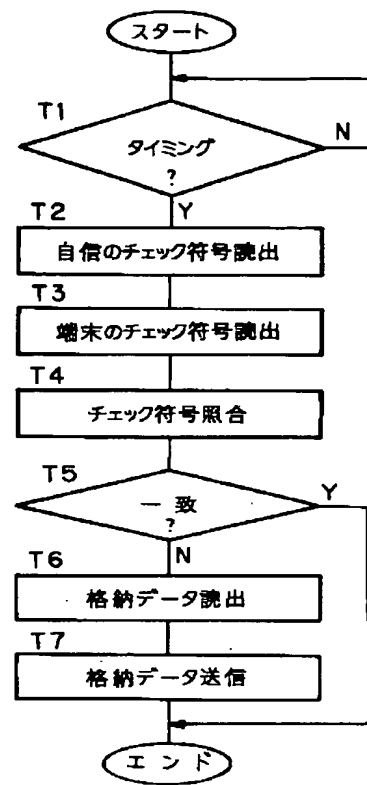 スタート
T1
タイミング
?
N
Y
T2
自信のチェック符号読出
T3
端末のチェック符号読出
T4
チェック符号照合
T5
一致
?
Y
N
T6
格納データ読出
T7
格納データ送信
エンド